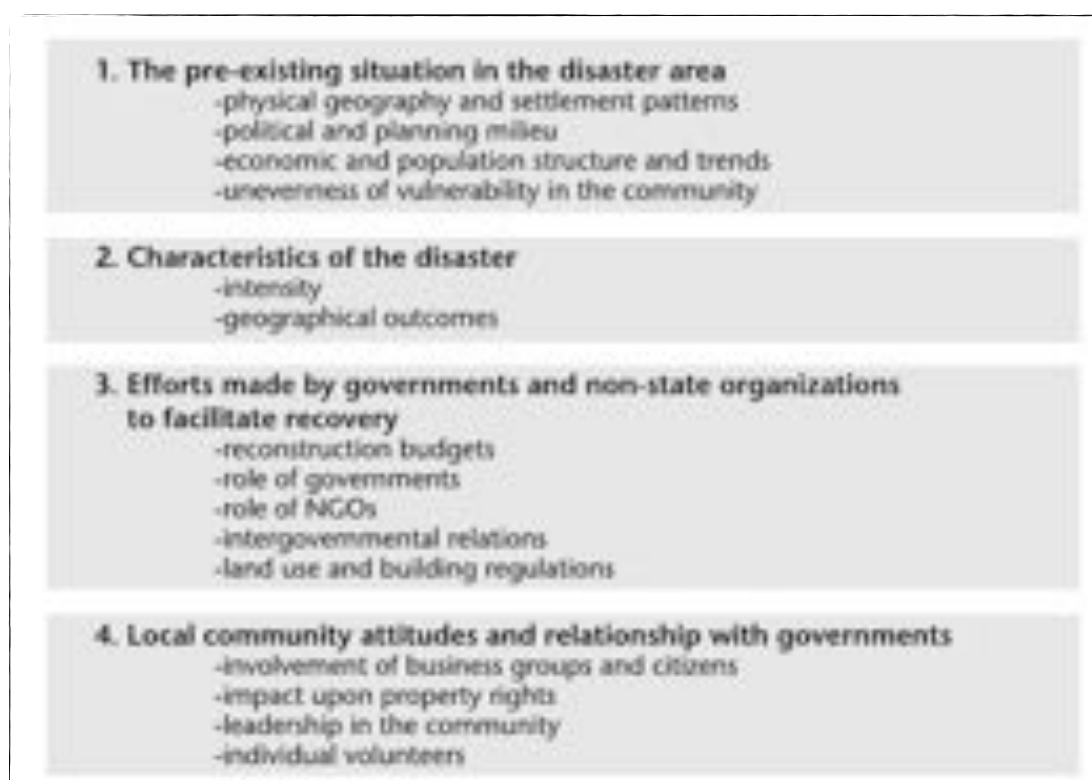 1. The pre-existing situation in the disaster area
-physical geography and settlement patterns
-political and planning milieu
-economic and population structure and trends
-unevenness of vulnerability in the community
2. Characteristics of the disaster
-intensity
-geographical outcomes
3. Efforts made by governments and non-state organizations
to facilitate recovery
-reconstruction budgets
-role of governments
-role of NGOs
-intergovernmental relations
-land use and building regulations
4. Local community attitudes and relationship with governments
-involvement of business groups and citizens
-impact upon property rights
-leadership in the community
-individual volunteers